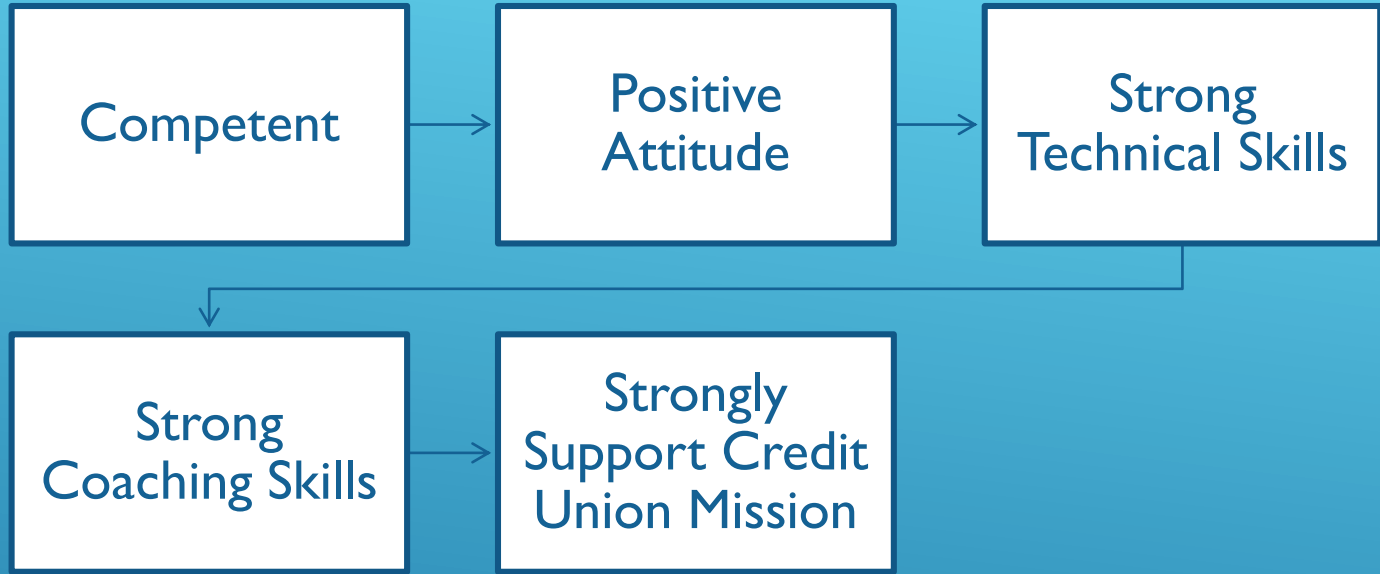 Competent
Positive
Attitude
Strong
Technical Skills
Strong
Coaching Skills
Strongly
Support Credit
Union Mission